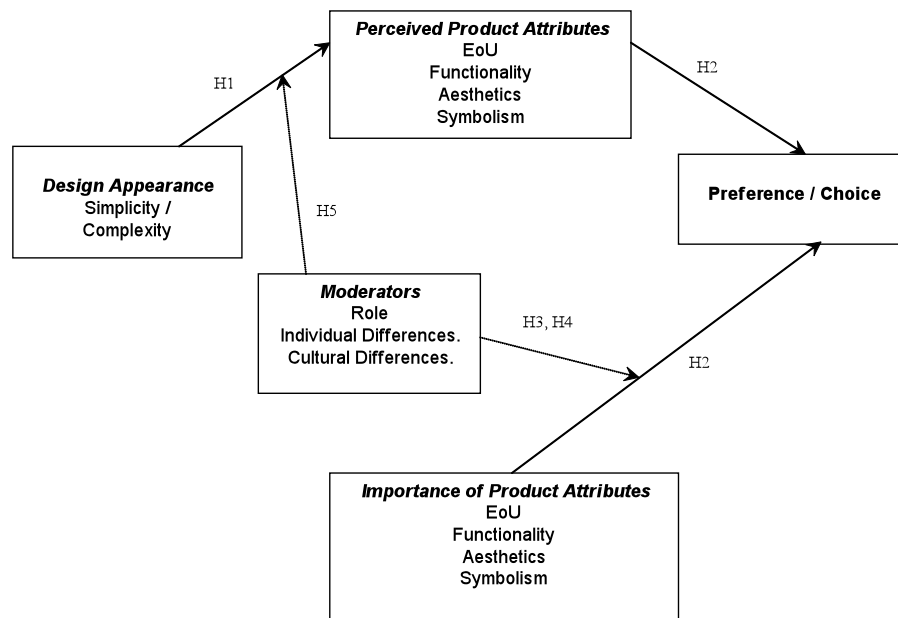 Perceived Product Attributes
EoU
Functionality
Aesthetics
Symbolism
H1
H2
Design Appearance
Simplicity /
Complexity
Preference / Choice
H5
Moderators
Role
Individual Differences.
Cultural Differences.
H3, H4
H2
Importance of Product Attributes
EoU
Functionality
Aesthetics
Symbolism